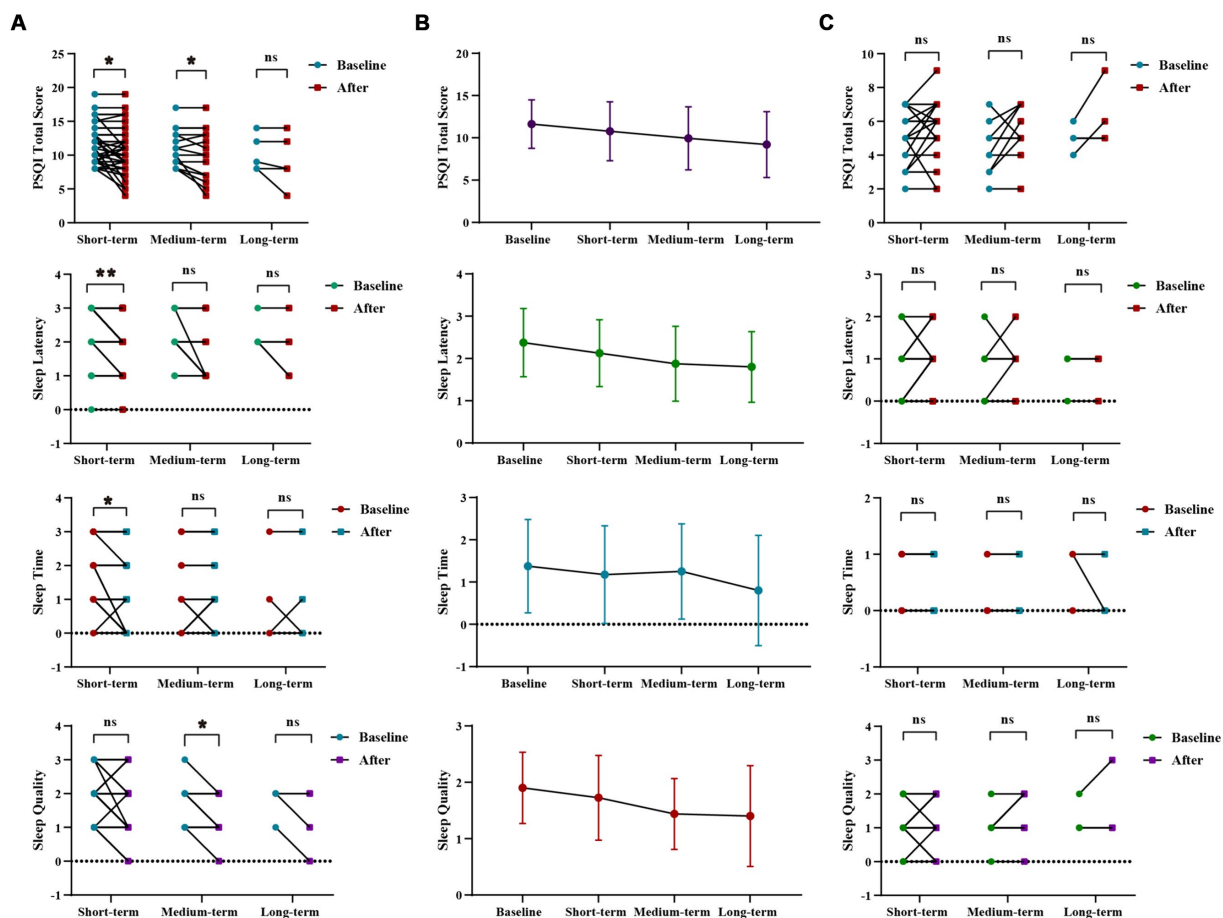 A
PSQI Total Score
25
20
15
10
5
0
*
*
ns
Baseline
After
Short-term Medium-term Long-term
Sleep Latency
4
3
2
1
0
-1
**
ns
ns
Baseline
After
Short-term Medium-term Long-term
Sleep Time
4
3
2
1
0
-1
*
ns
ns
Baseline
After
Short-term Medium-term Long-term
Sleep Quality
4
3
2
1
0
-1
ns
*
ns
Baseline
After
Short-term Medium-term Long-term
B
PSQI Total Score
20
15
10
5
0
Baseline Short-term Medium-term Long-term
Sleep Latency
4
3
2
1
0
Baseline Short-term Medium-term Long-term
Sleep Time
3
2
1
0
-1
Baseline Short-term Medium-term Long-term
Sleep Quality
3
2
1
0
Baseline Short-term Medium-term Long-term
C
PSQI Total Score
10
8
6
4
2
0
ns
ns
ns
Baseline
After
Short-term Medium-term Long-term
Sleep Latency
3
2
1
0
-1
ns
ns
ns
Baseline
After
Short-term Medium-term Long-term
Sleep Time
2
1
0
-1
ns
ns
ns
Baseline
After
Short-term Medium-term Long-term
Sleep Quality
4
3
2
1
0
-1
ns
ns
ns
Baseline
After
Short-term Medium-term Long-term